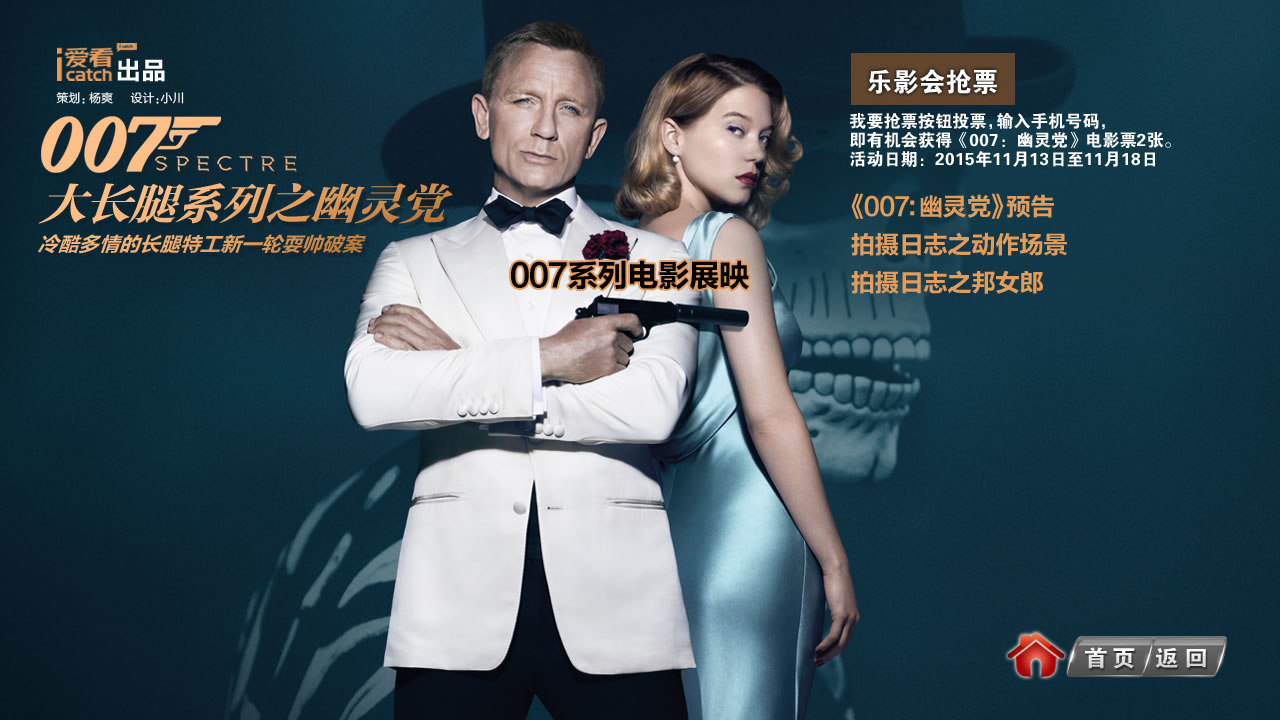 i爱看
catch出品
策划:杨爽 设计:小川
007
SPECTRE
大长腿系列之幽灵党
冷酷多情的长腿特工新一轮耍帅破案
007系列电影展映
乐影会抢票
我要抢票按钮投票,输入手机号码,
即有机会获得《007:幽灵党》电影票2张。
活动日期:2015年11月13日至11月18日
《007:幽灵党》预告
拍摄日志之动作场景
拍摄日志之邦女郎
首页 返回